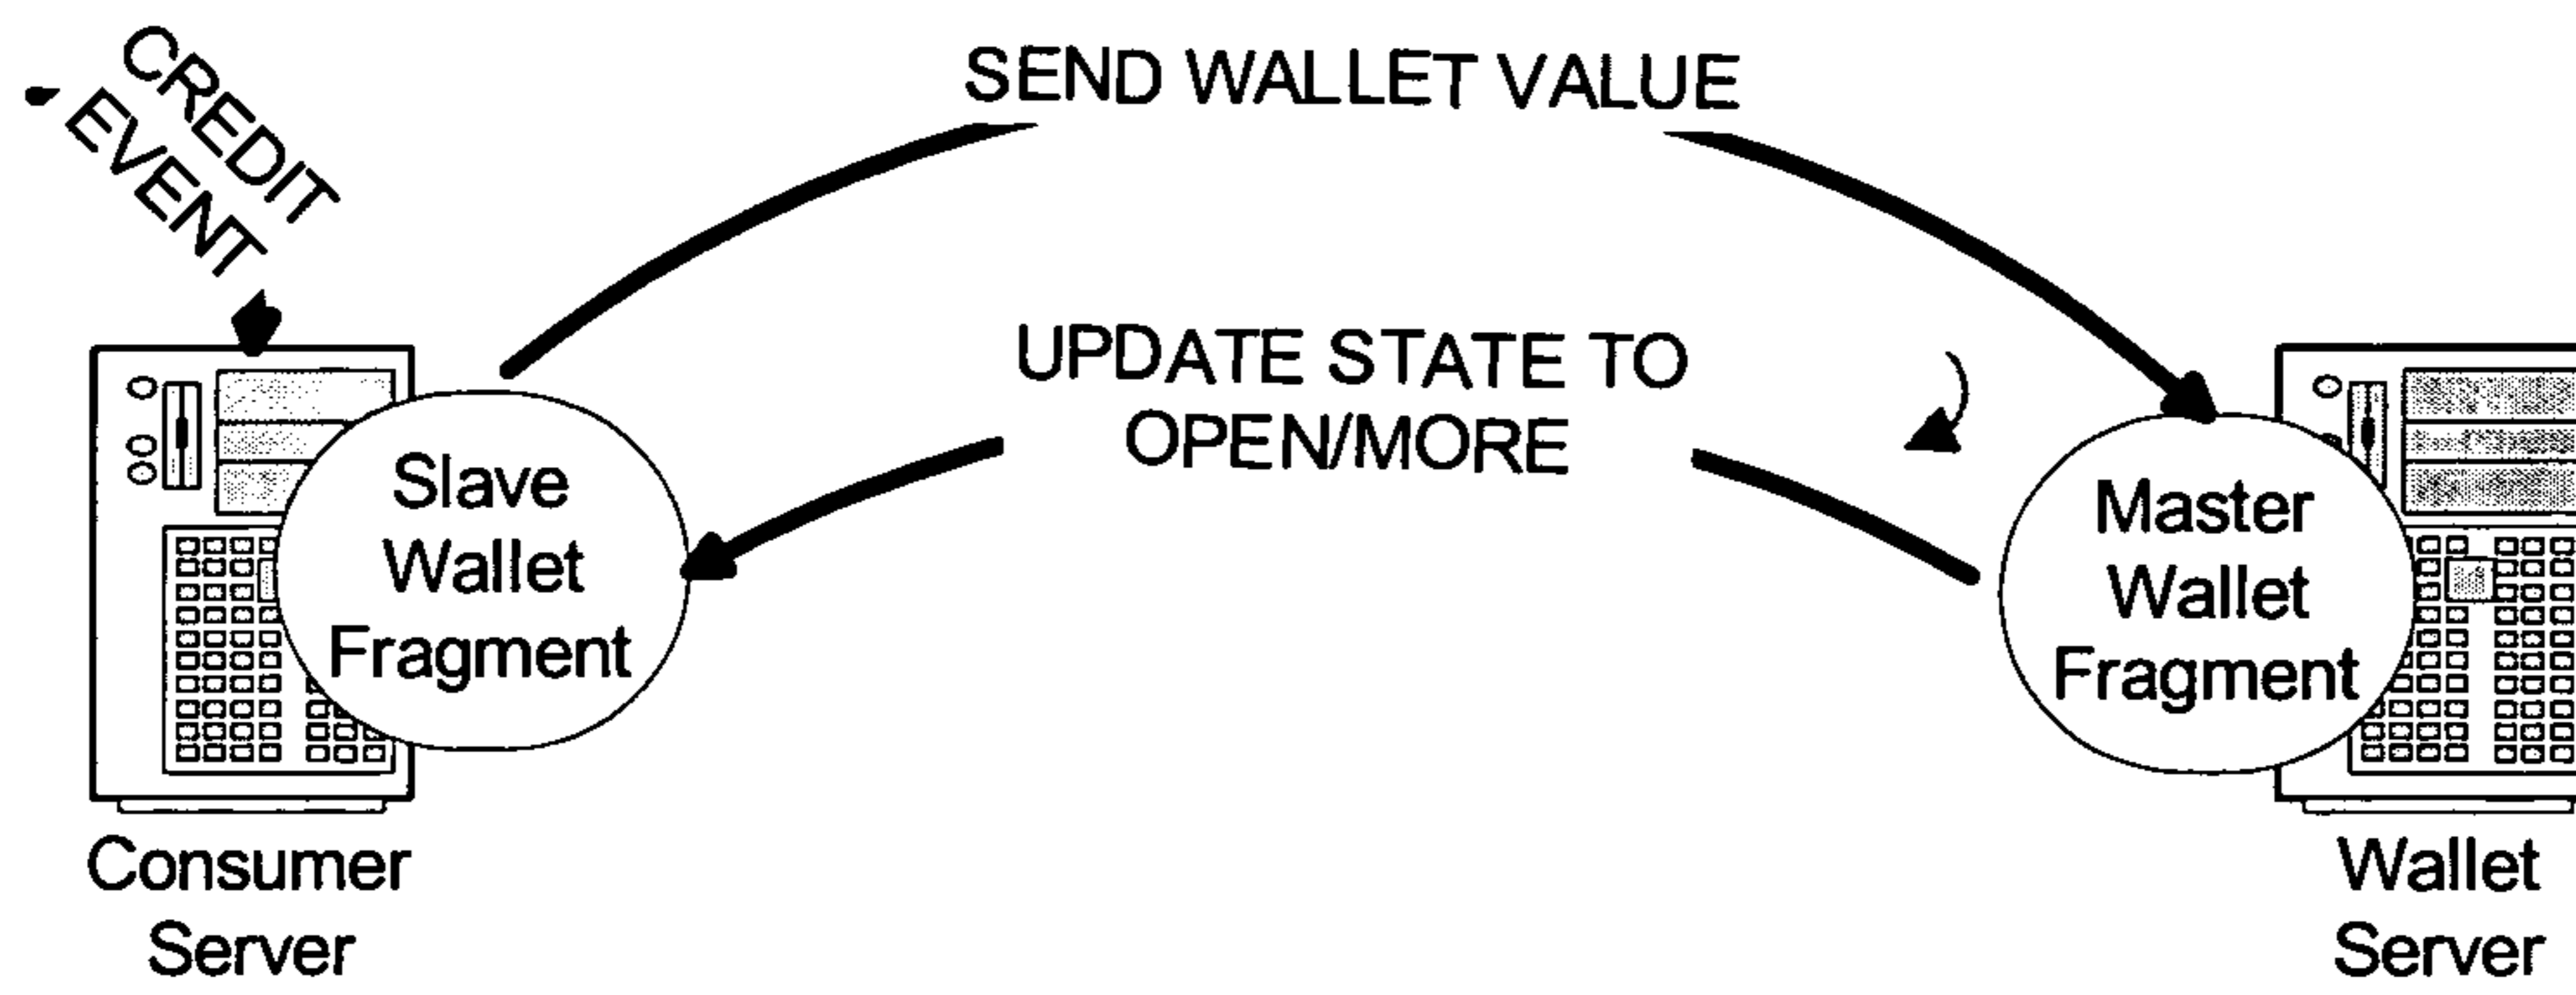 CREDIT
EVENT
SEND WALLET VALUE
UPDATE STATE TO
OPEN/MORE
Slave
Wallet
Fragment
Master
Wallet
Fragment
Consumer
Server
Wallet
Server